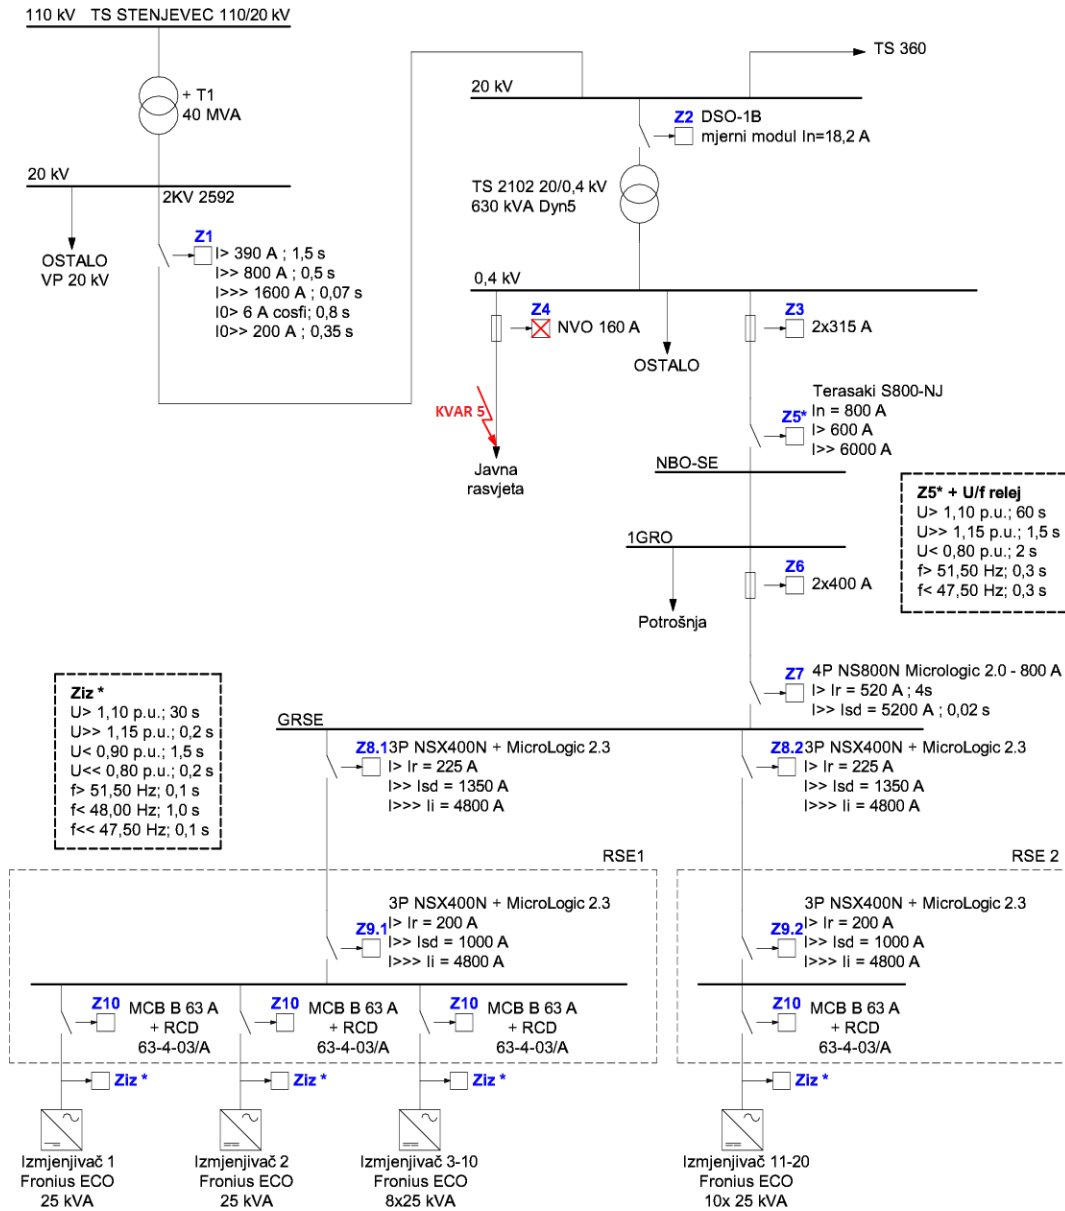 110 kV TS STENJEVEC 110/20 kV
+ T1
40 MVA
20 kV
2KV 2592
OSTALO
VP 20 kV
Z1
I> 390 A ; 1,5 s
I>> 800 A ; 0,5 s
I>>> 1600 A ; 0,07 s
I0> 6 A cosfi; 0,8 s
I0>> 200 A ; 0,35 s
TS 360
20 kV
Z2 DSO-1B
mjerni modul In=18,2 A
TS 2102 20/0,4 kV
630 kVA Dyn5
0,4 kV
Z4
NVO 160 A
OSTALO
Z3
2x315 A
KVAR 5
Javna
rasvjeta
Terasaki S800-NJ
In = 800 A
Z5* I> 600 A
I>> 6000 A
NBO-SE
Z5* + U/f relej
U> 1,10 p.u.; 60 s
U>> 1,15 p.u.; 1,5 s
U< 0,80 p.u.; 2 s
f> 51,50 Hz; 0,3 s
f< 47,50 Hz; 0,3 s
1GRO
Potrošnja
Z6
2x400 A
Z7 4P NS800N Micrologic 2.0 - 800 A
I> Ir = 520 A ; 4s
I>> Isd = 5200 A ; 0,02 s
Ziz *
U> 1,10 p.u.; 30 s
U>> 1,15 p.u.; 0,2 s
U< 0,90 p.u.; 1,5 s
U<< 0,80 p.u.; 0,2 s
f> 51,50 Hz; 0,1 s
f< 48,00 Hz; 1,0 s
f<< 47,50 Hz; 0,1 s
GRSE
Z8.1 3P NSX400N + MicroLogic 2.3
I> Ir = 225 A
I>> Isd = 1350 A
I>>> Ii = 4800 A
Z8.2 3P NSX400N + MicroLogic 2.3
I> Ir = 225 A
I>> Isd = 1350 A
I>>> Ii = 4800 A
RSE1
RSE 2
3P NSX400N + MicroLogic 2.3
Z9.1 I> Ir = 200 A
I>> Isd = 1000 A
I>>> Ii = 4800 A
3P NSX400N + MicroLogic 2.3
Z9.2 I> Ir = 200 A
I>> Isd = 1000 A
I>>> Ii = 4800 A
Z10 MCB B 63 A
+ RCD
63-4-03/A
Z10 MCB B 63 A
+ RCD
63-4-03/A
Z10 MCB B 63 A
+ RCD
63-4-03/A
Z10 MCB B 63 A
+ RCD
63-4-03/A
Ziz *
Ziz *
Ziz *
Ziz *
Izmjenjivač 1
Fronius ECO
25 kVA
Izmjenjivač 2
Fronius ECO
25 kVA
Izmjenjivač 3-10
Fronius ECO
8x25 kVA
Izmjenjivač 11-20
Fronius ECO
10x 25 kVA